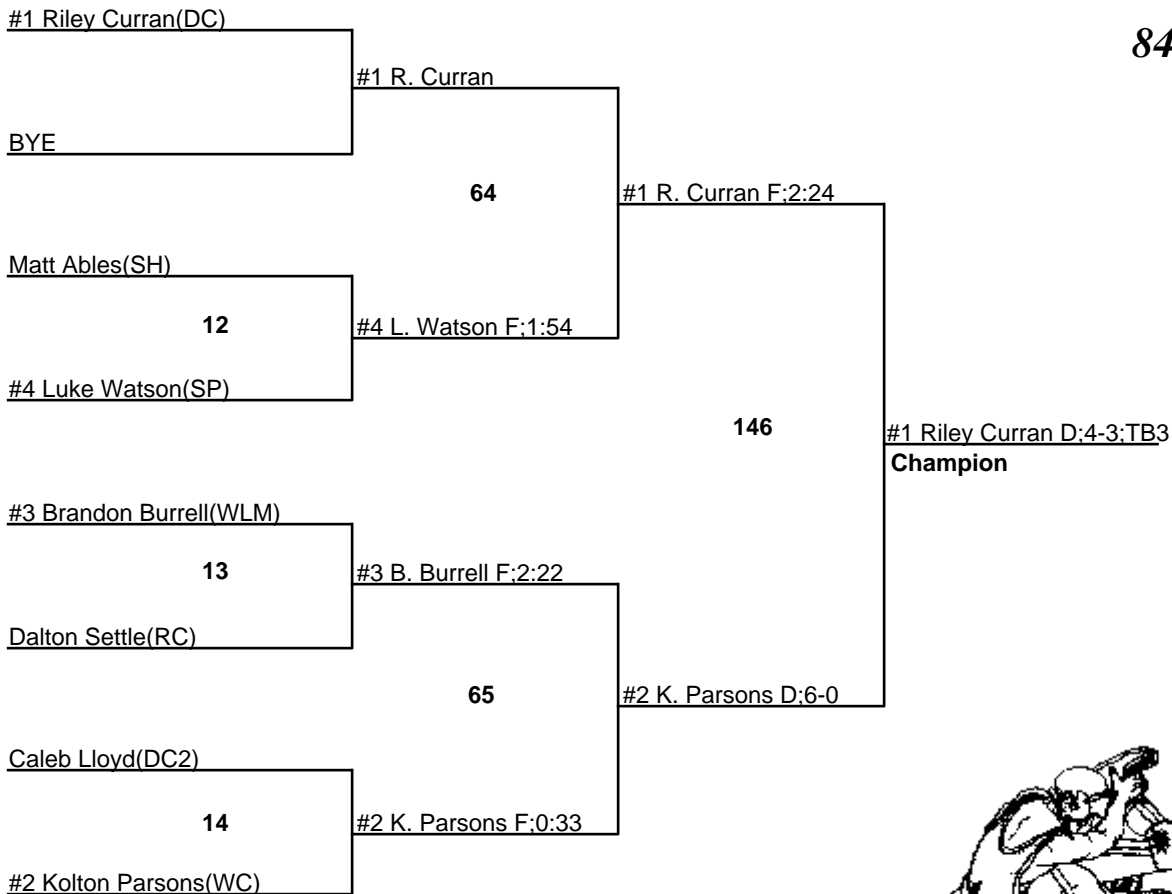 #1 Riley Curran(DC)
84
#1 R. Curran
BYE
64
#1 R. Curran F;2:24
Matt Ables(SH)
12
#4 L. Watson F;1:54
#4 Luke Watson(SP)
146
#1 Riley Curran D;4-3;TB3
Champion
#3 Brandon Burrell(WLM)
13
#3 B. Burrell F;2:22
Dalton Settle(RC)
65
#2 K. Parsons D;6-0
Caleb Lloyd(DC2)
14
#2 K. Parsons F;0:33
#2 Kolton Parsons(WC)